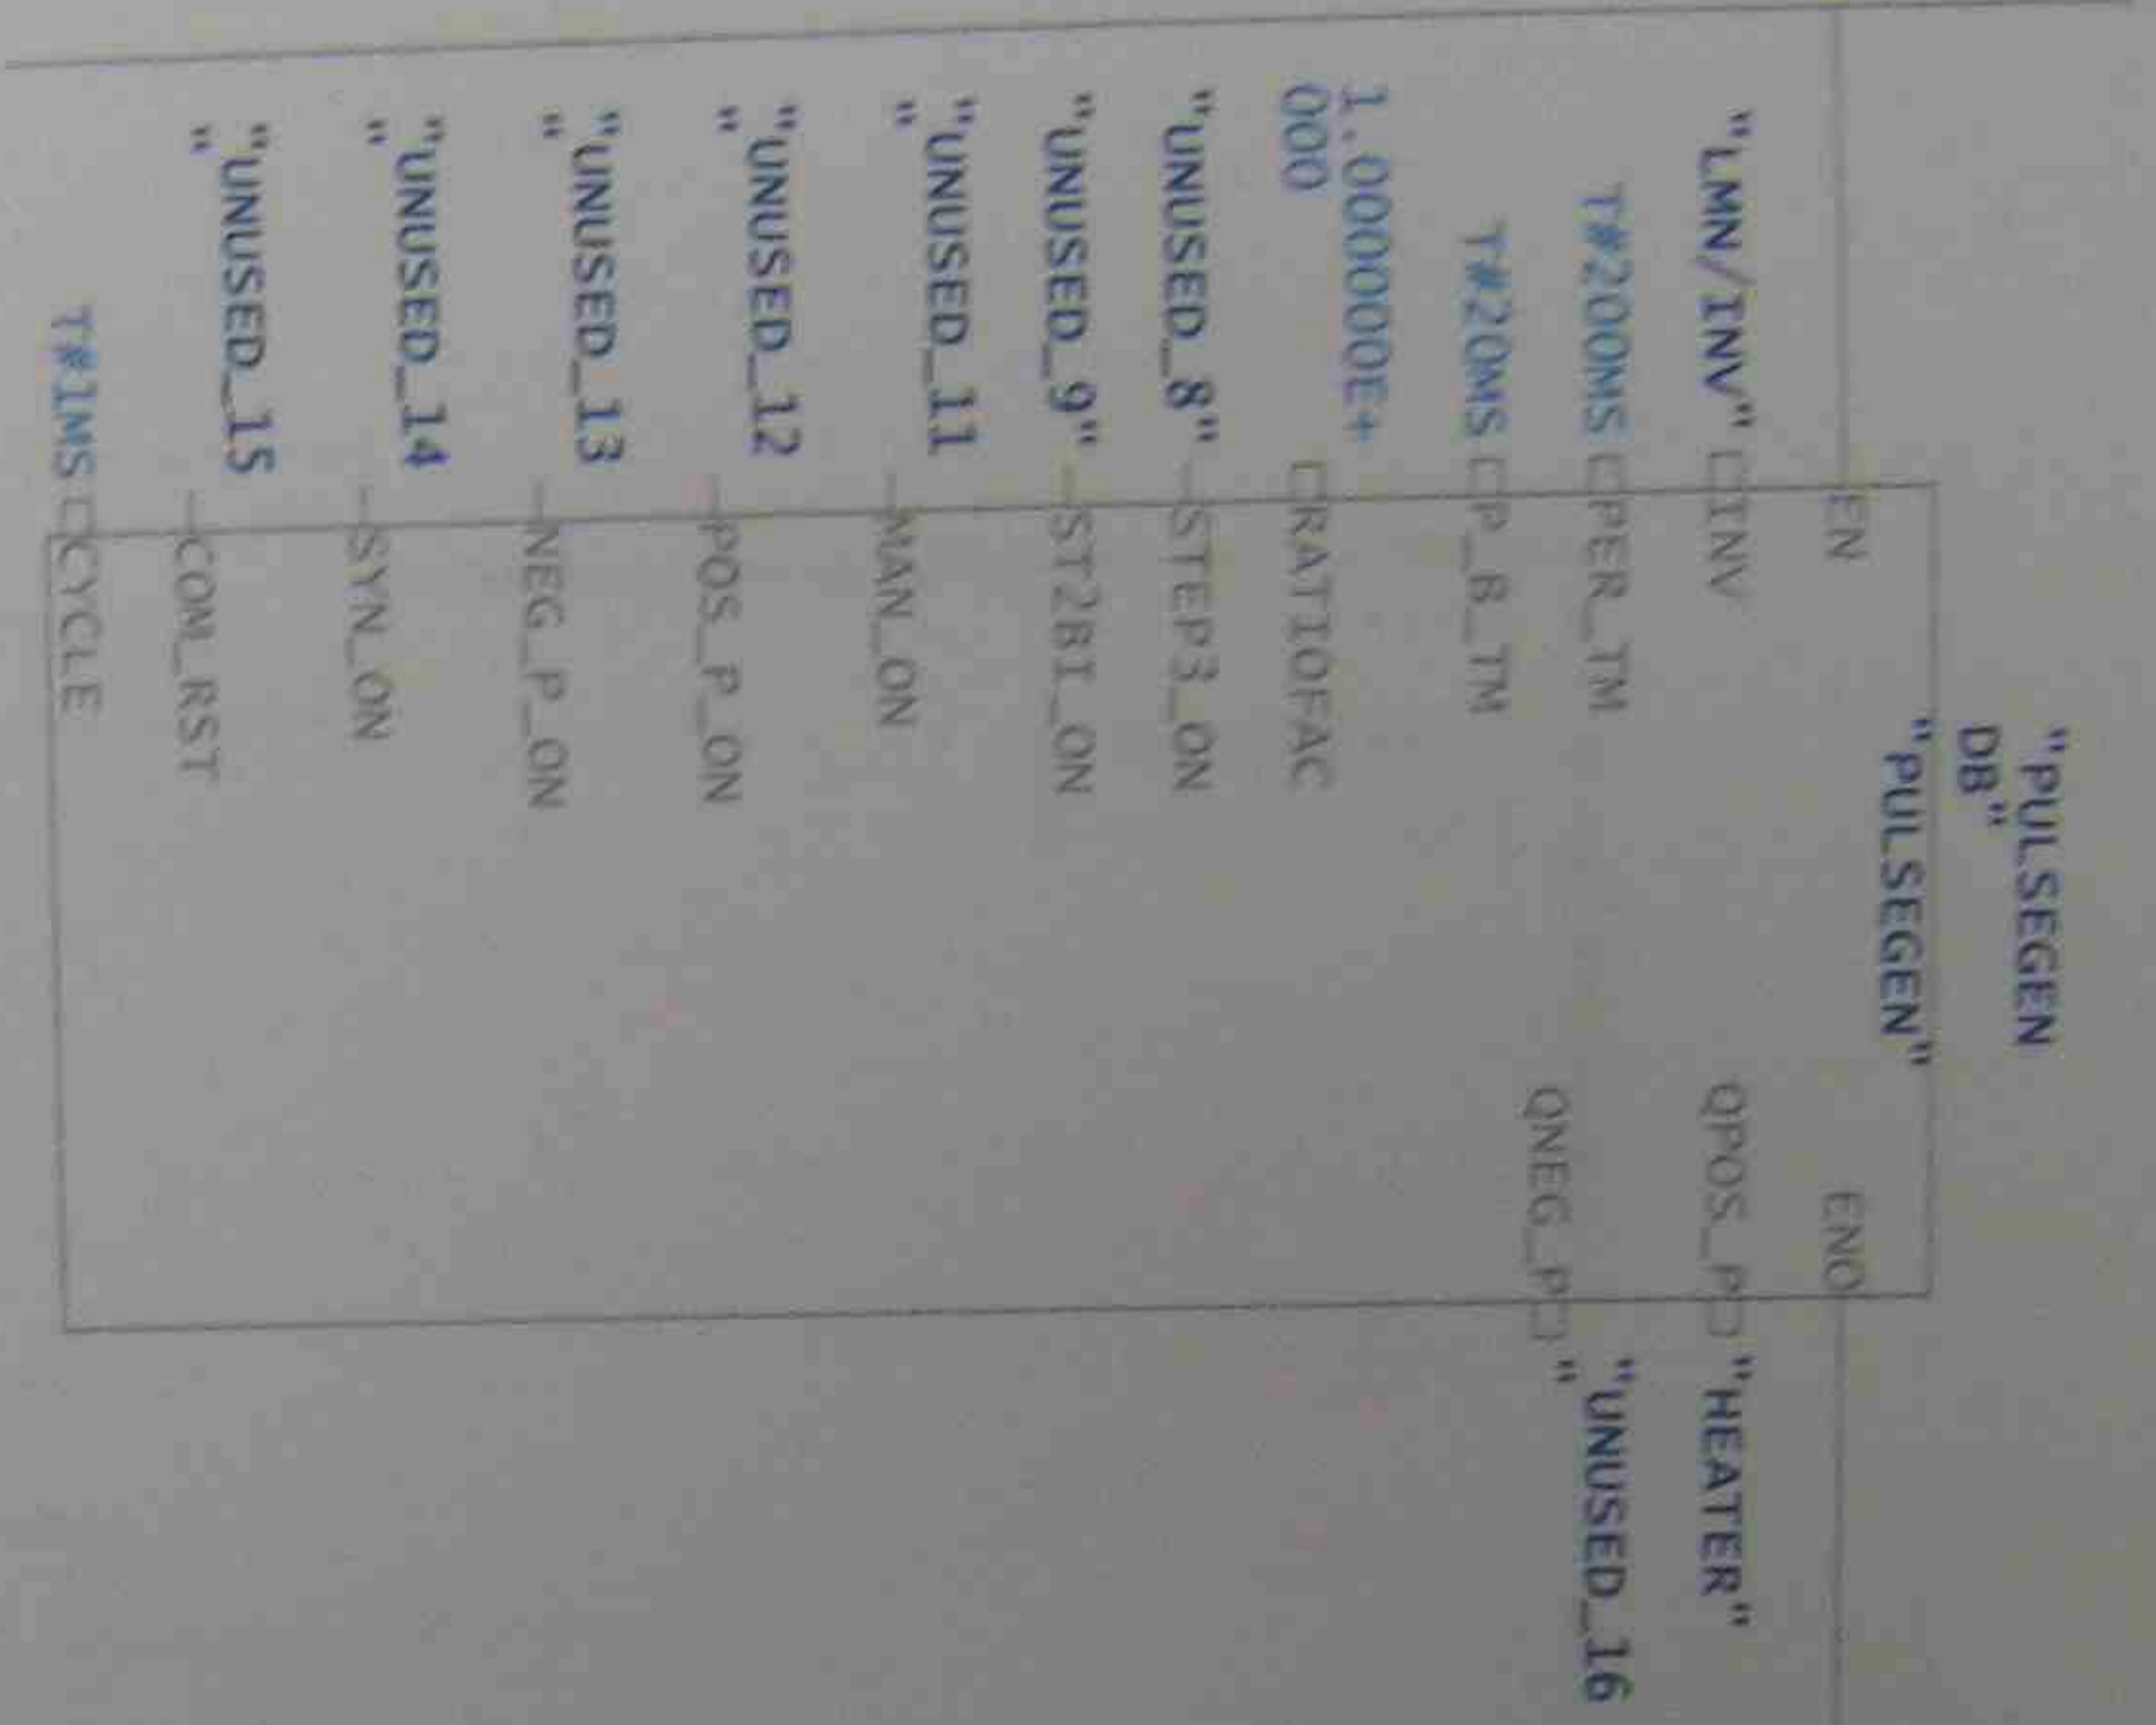 "PULSEGEN
DB"
"PULSEGEN"
EN
ENO
"LMN/INV"
INV
QPOS_P
"HEATER"
T#200MS
PER_TM
"UNUSED_16
"
QNEG_P
T#20MS
P_B_TM
1.000000E+
000
RATIOFAC
"UNUSED_8"
STEP3_ON
"UNUSED_9"
ST2BI_ON
"UNUSED_11
"
MAN_ON
"UNUSED_12
"
POS_P_ON
"UNUSED_13
"
NEG_P_ON
"UNUSED_14
"
SYN_ON
"UNUSED_15
"
COM_RST
T#1MS
CYCLE